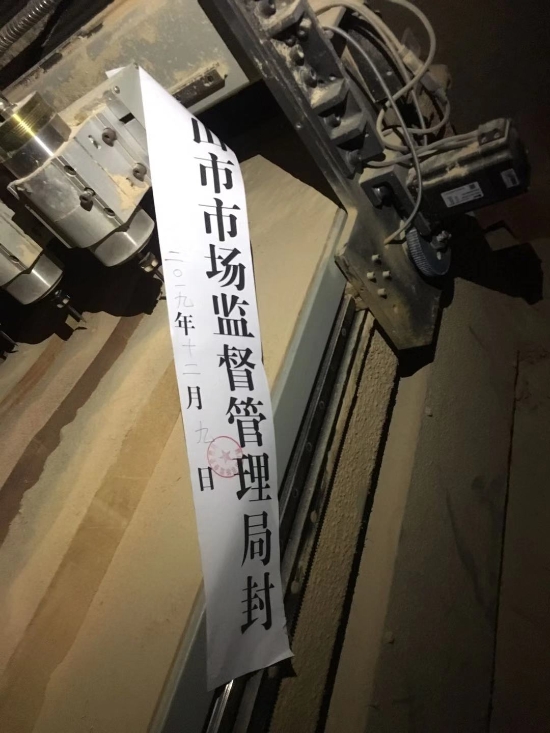 市市场监督管理局封
二〇一九年十二月九日